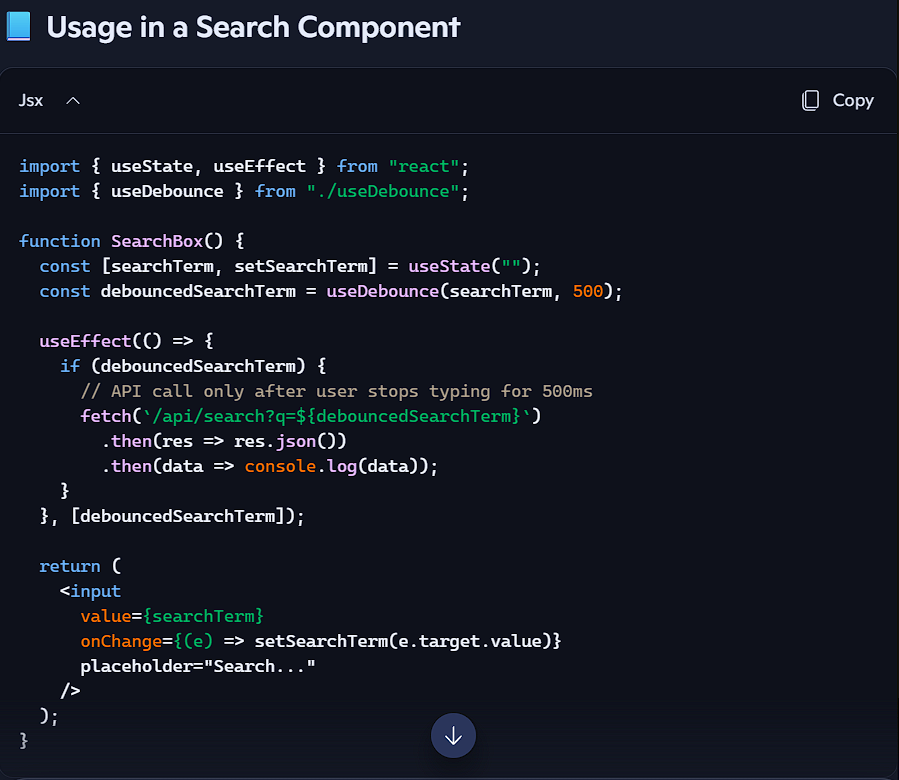 Usage in a Search Component
Jsx
Copy
import { useState, useEffect } from "react";
import { useDebounce } from "./useDebounce";
function SearchBox() {
  const [searchTerm, setSearchTerm] = useState("");
  const debouncedSearchTerm = useDebounce(searchTerm, 500);
  useEffect(() => {
    if (debouncedSearchTerm) {
      // API call only after user stops typing for 500ms
      fetch(`/api/search?q=${debouncedSearchTerm}`)
        .then(res => res.json())
        .then(data => console.log(data));
    }
  }, [debouncedSearchTerm]);
  return (
    <input
      value={searchTerm}
      onChange={(e) => setSearchTerm(e.target.value)}
      placeholder="Search..."
    />
  );
}